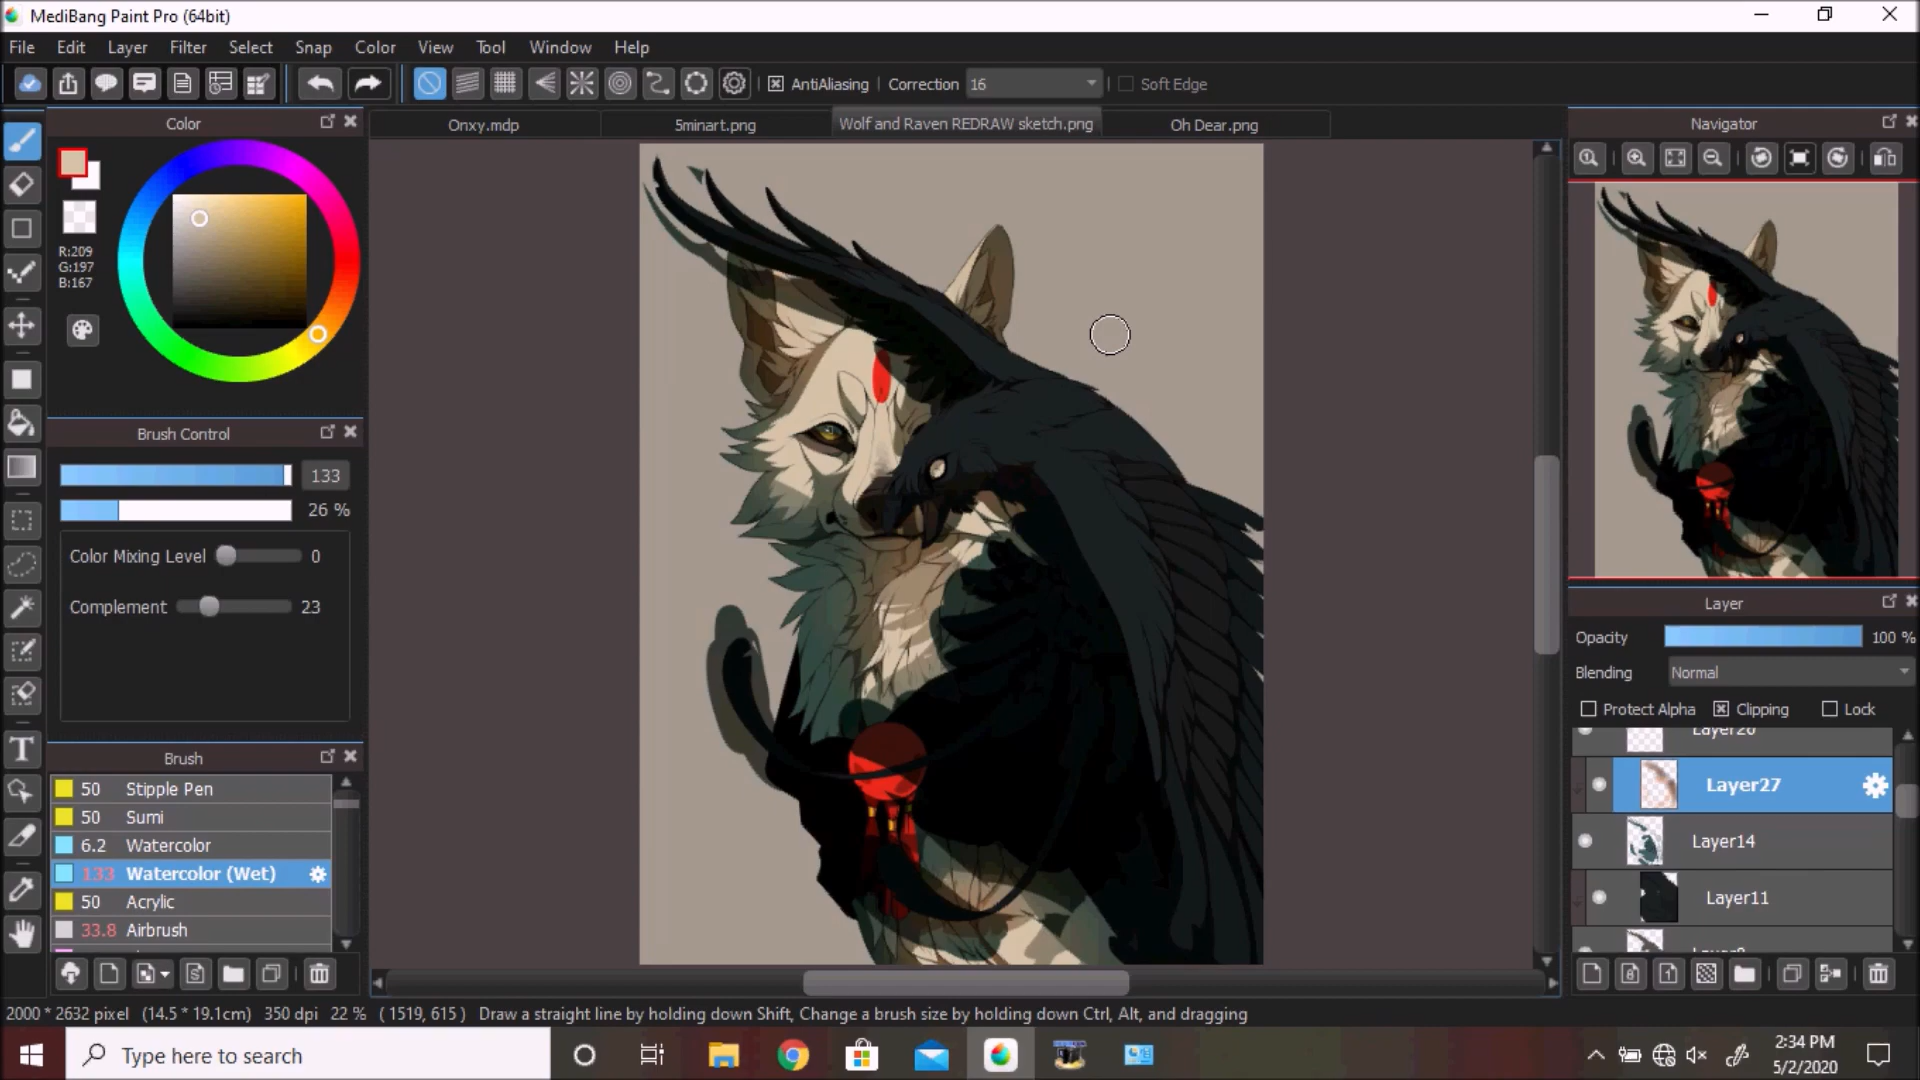 MediBang Paint Pro (64bit)
File Edit Layer Filter Select Snap Color View Tool Window Help
AntiAliasing Correction 16 Soft Edge
Color
Onxy.mdp 5minart.png Wolf and Raven REDRAW sketch.png Oh Dear.png
Navigator
R:209
G:197
B:167
Brush Control
133
26 %
Color Mixing Level 0
Complement 23
Brush
50 Stipple Pen
50 Sumi
6.2 Watercolor
133 Watercolor (Wet)
50 Acrylic
33.8 Airbrush
Layer
Opacity 100 %
Blending Normal
Protect Alpha Clipping Lock
Layer27
Layer14
Layer11
2000 * 2632 pixel (14.5 * 19.1cm) 350 dpi 22 % ( 1519, 615 ) Draw a straight line by holding down Shift, Change a brush size by holding down Ctrl, Alt, and dragging
Type here to search
2:34 PM
5/2/2020